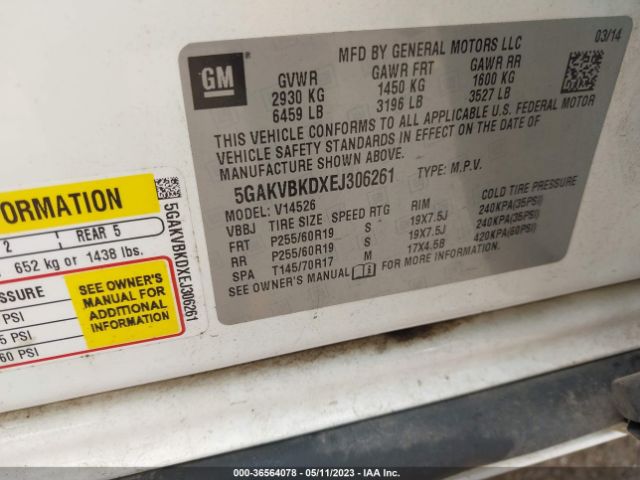 GM
MFD BY GENERAL MOTORS LLC
03/14
GVWR GAWR FRT GAWR RR
2930 KG 1450 KG 1600 KG
6459 LB 3196 LB 3527 LB
THIS VEHICLE CONFORMS TO ALL APPLICABLE U.S. FEDERAL MOTOR
VEHICLE SAFETY STANDARDS IN EFFECT ON THE DATE OF
MANUFACTURE SHOWN ABOVE.
5GAKVBKDXEJ306261 TYPE: M.P.V.
MODEL: V14526
VBBJ TIRE SIZE SPEED RTG RIM COLD TIRE PRESSURE
FRT P255/60R19 S 19X7.5J 240KPA(35PSI)
RR P255/60R19 S 19X7.5J 240KPA(35PSI)
SPA T145/70R17 M 17X4.5B 420KPA(60PSI)
SEE OWNER'S MANUAL FOR MORE INFORMATION.
FORMATION
2 REAR 5
652 kg or 1438 lbs.
SSURE
PSI
5 PSI
60 PSI
SEE OWNER'S
MANUAL FOR
ADDITIONAL
INFORMATION
5GAKVBKDXEJ306261
000-36564078 - 05/11/2023 - IAA Inc.